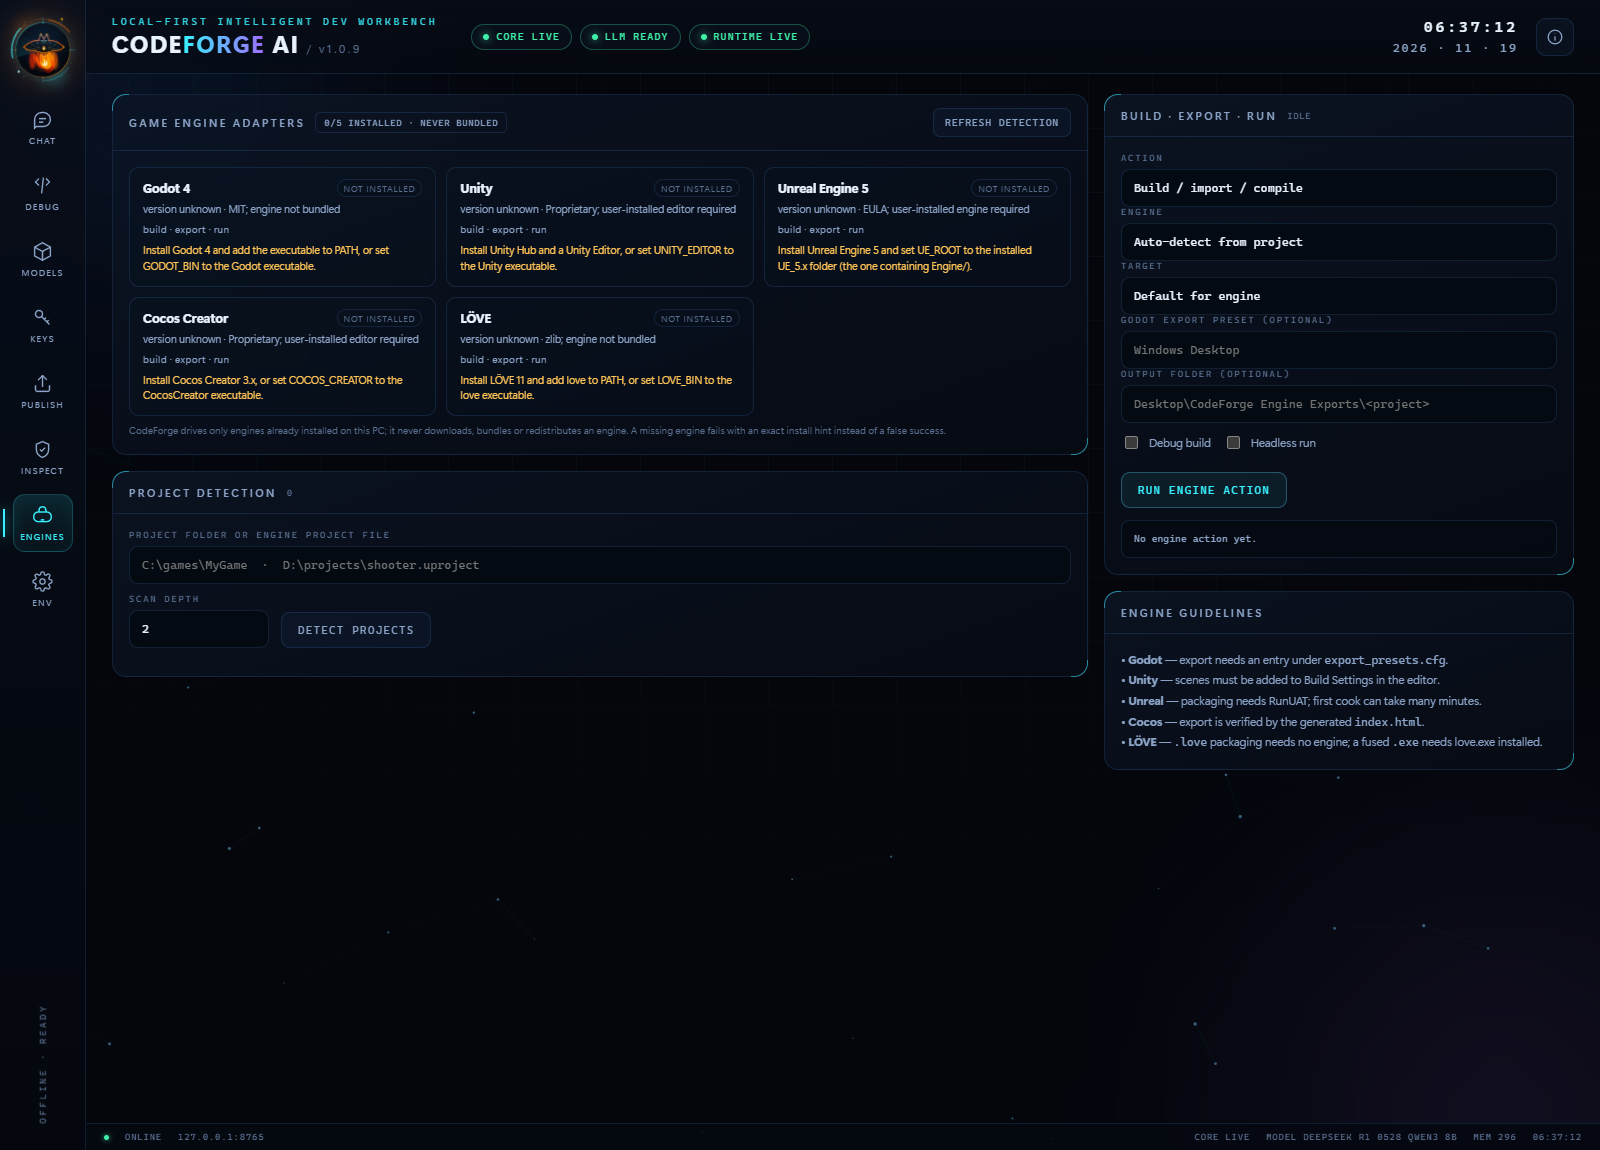 LOCAL-FIRST INTELLIGENT DEV WORKBENCH
CODEFORGE AI / v1.0.9
CORE LIVE
LLM READY
RUNTIME LIVE
06:37:12
2026 · 11 · 19
CHAT
DEBUG
MODELS
KEYS
PUBLISH
INSPECT
ENGINES
ENV
OFFLINE · READY
GAME ENGINE ADAPTERS
0/5 INSTALLED · NEVER BUNDLED
REFRESH DETECTION
Godot 4
NOT INSTALLED
version unknown · MIT; engine not bundled
build · export · run
Install Godot 4 and add the executable to PATH, or set
GODOT_BIN to the Godot executable.
Unity
NOT INSTALLED
version unknown · Proprietary; user-installed editor required
build · export · run
Install Unity Hub and a Unity Editor, or set UNITY_EDITOR to
the Unity executable.
Unreal Engine 5
NOT INSTALLED
version unknown · EULA; user-installed engine required
build · export · run
Install Unreal Engine 5 and set UE_ROOT to the installed
UE_5.x folder (the one containing Engine/).
Cocos Creator
NOT INSTALLED
version unknown · Proprietary; user-installed editor required
build · export · run
Install Cocos Creator 3.x, or set COCOS_CREATOR to the
CocosCreator executable.
LÖVE
NOT INSTALLED
version unknown · zlib; engine not bundled
build · export · run
Install LÖVE 11 and add love to PATH, or set LOVE_BIN to the
love executable.
CodeForge drives only engines already installed on this PC; it never downloads, bundles or redistributes an engine. A missing engine fails with an exact install hint instead of a false success.
PROJECT DETECTION 0
PROJECT FOLDER OR ENGINE PROJECT FILE
C:\games\MyGame · D:\projects\shooter.uproject
SCAN DEPTH
2
DETECT PROJECTS
BUILD · EXPORT · RUN IDLE
ACTION
Build / import / compile
ENGINE
Auto-detect from project
TARGET
Default for engine
GODOT EXPORT PRESET (OPTIONAL)
Windows Desktop
OUTPUT FOLDER (OPTIONAL)
Desktop\CodeForge Engine Exports\<project>
Debug build
Headless run
RUN ENGINE ACTION
No engine action yet.
ENGINE GUIDELINES
• Godot — export needs an entry under export_presets.cfg.
• Unity — scenes must be added to Build Settings in the editor.
• Unreal — packaging needs RunUAT; first cook can take many minutes.
• Cocos — export is verified by the generated index.html.
• LÖVE — .love packaging needs no engine; a fused .exe needs love.exe installed.
ONLINE 127.0.0.1:8765
CORE LIVE MODEL DEEPSEEK R1 0528 QWEN3 8B MEM 296 06:37:12